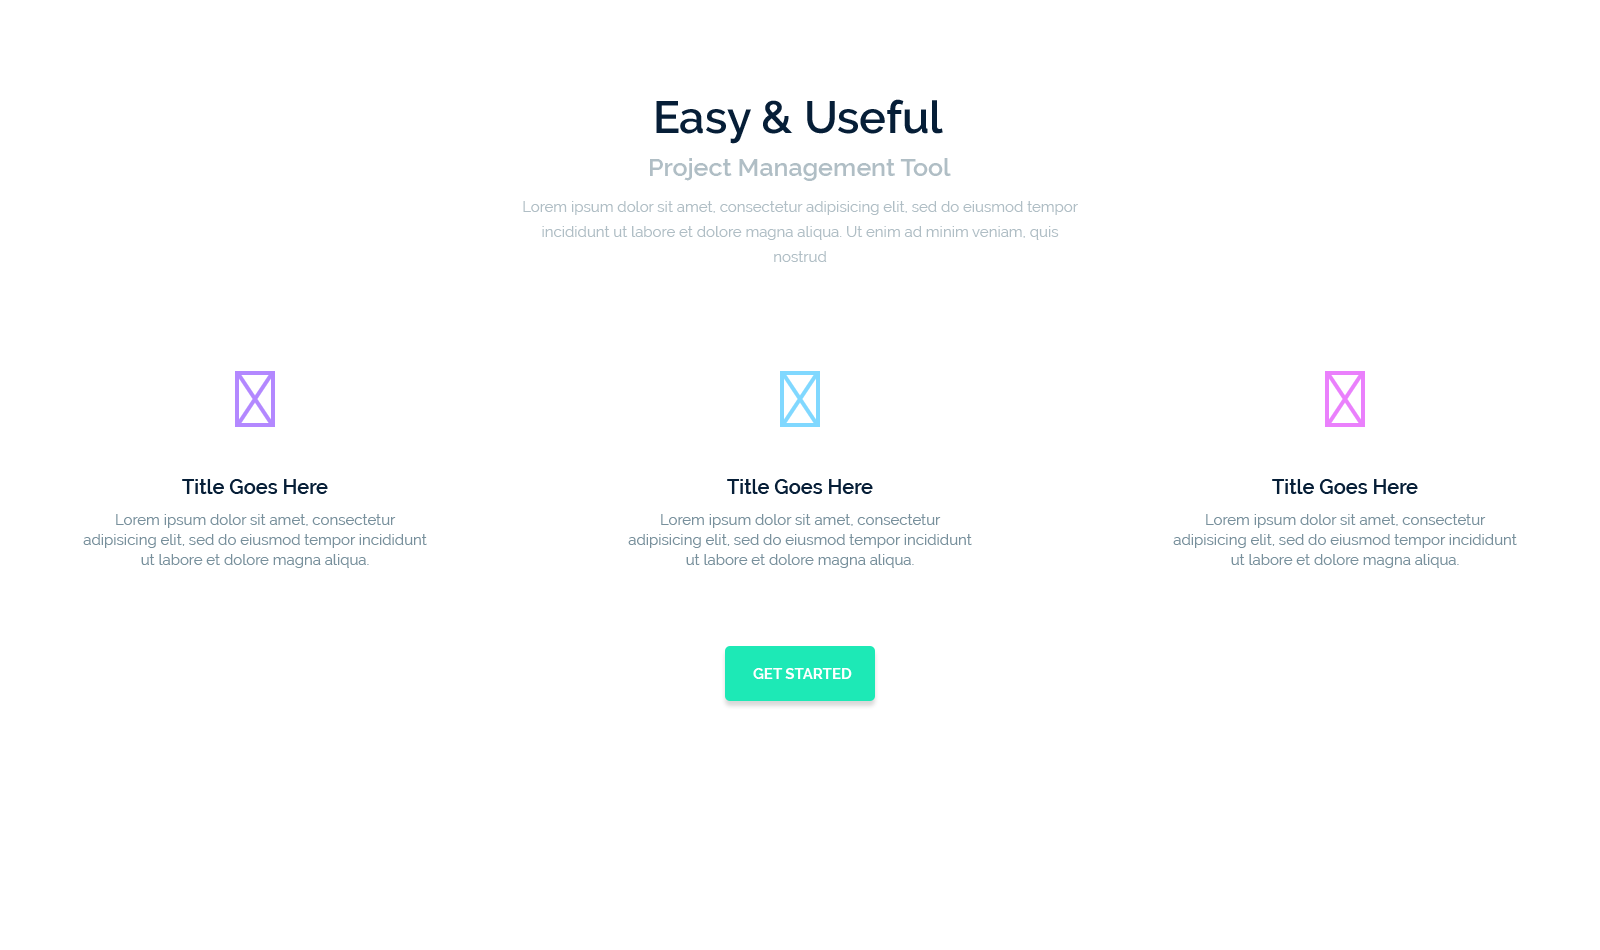 Easy & Useful
Project Management Tool
Lorem ipsum dolor sit amet, consectetur adipisicing elit, sed do eiusmod tempor
incididunt ut labore et dolore magna aliqua. Ut enim ad minim veniam, quis
nostrud
Title Goes Here
Lorem ipsum dolor sit amet, consectetur
adipisicing elit, sed do eiusmod tempor incididunt
ut labore et dolore magna aliqua.
Title Goes Here
Lorem ipsum dolor sit amet, consectetur
adipisicing elit, sed do eiusmod tempor incididunt
ut labore et dolore magna aliqua.
Title Goes Here
Lorem ipsum dolor sit amet, consectetur
adipisicing elit, sed do eiusmod tempor incididunt
ut labore et dolore magna aliqua.
GET STARTED